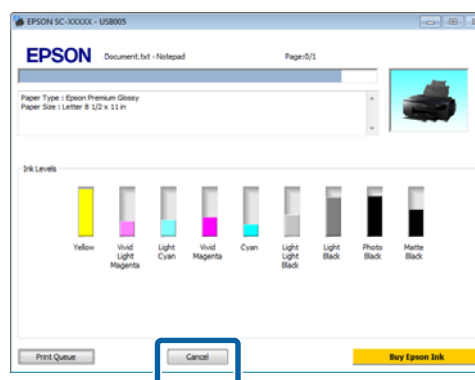 EPSON SC-XXXXX - USB005
EPSON
Document.txt - Notepad
Page:0/1
Paper Type : Epson Premium Glossy
Paper Size : Letter 8 1/2 x 11 in
Ink Levels
Yellow
Vivid
Light
Magenta
Light
Cyan
Vivid
Magenta
Cyan
Light
Light
Black
Light
Black
Photo
Black
Matte
Black
Print Queue
Cancel
Buy Epson Ink